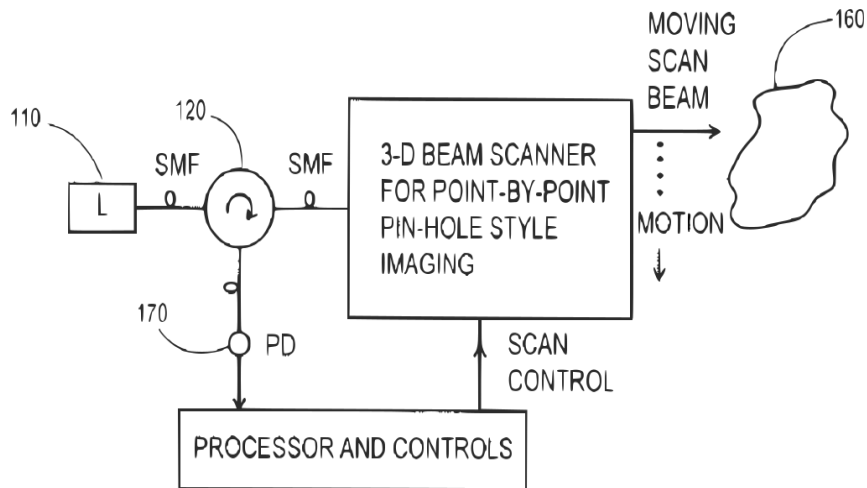 MOVING
SCAN
BEAM
160
110
120
SMF
SMF
L
3-D BEAM SCANNER
FOR POINT-BY-POINT
PIN-HOLE STYLE
IMAGING
MOTION
170
PD
SCAN
CONTROL
PROCESSOR AND CONTROLS